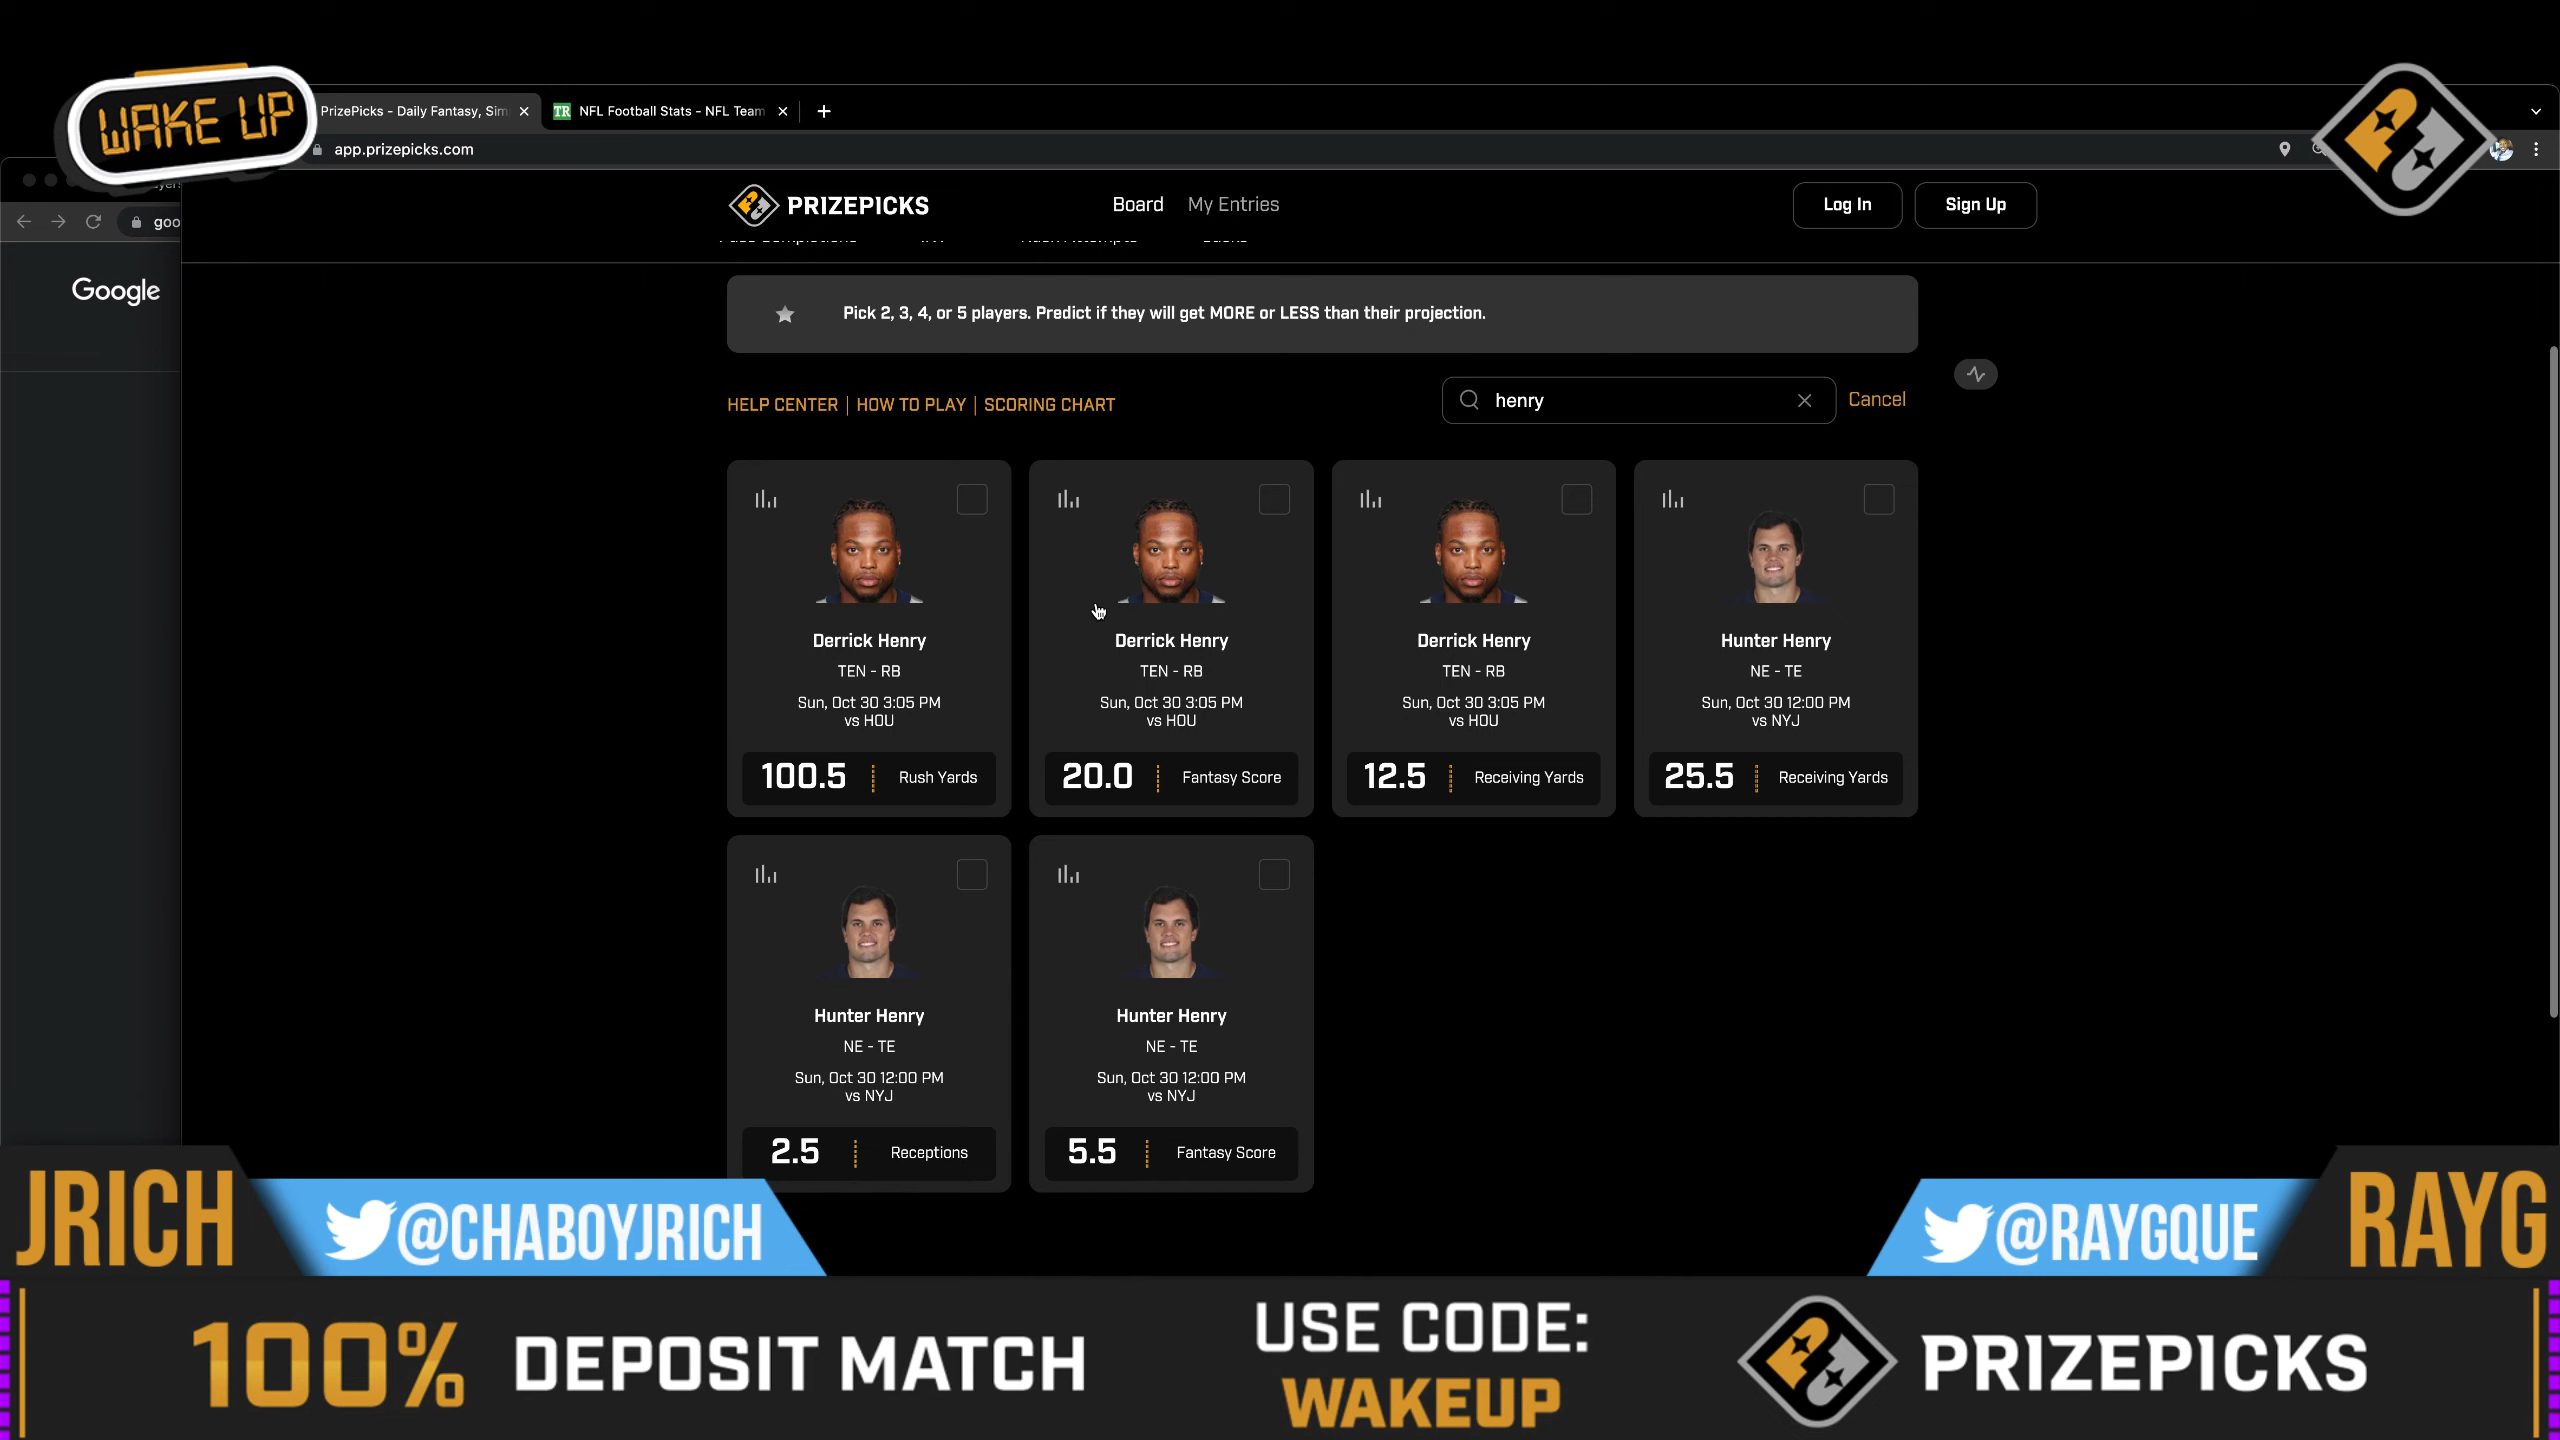 WAKE UP
PrizePicks - Daily Fantasy, Sim
TR NFL Football Stats - NFL Team
app.prizepicks.com
goo
Google
PRIZEPICKS
Board
My Entries
Log In
Sign Up
Pick 2, 3, 4, or 5 players. Predict if they will get MORE or LESS than their projection.
HELP CENTER | HOW TO PLAY | SCORING CHART
henry
Cancel
Derrick Henry
TEN - RB
Sun, Oct 30 3:05 PM
vs HOU
100.5 Rush Yards
Derrick Henry
TEN - RB
Sun, Oct 30 3:05 PM
vs HOU
20.0 Fantasy Score
Derrick Henry
TEN - RB
Sun, Oct 30 3:05 PM
vs HOU
12.5 Receiving Yards
Hunter Henry
NE - TE
Sun, Oct 30 12:00 PM
vs NYJ
25.5 Receiving Yards
Hunter Henry
NE - TE
Sun, Oct 30 12:00 PM
vs NYJ
2.5 Receptions
Hunter Henry
NE - TE
Sun, Oct 30 12:00 PM
vs NYJ
5.5 Fantasy Score
JRICH
@CHABOYJRICH
@RAYGQUE
RAYG
100% DEPOSIT MATCH
USE CODE:
WAKEUP
PRIZEPICKS